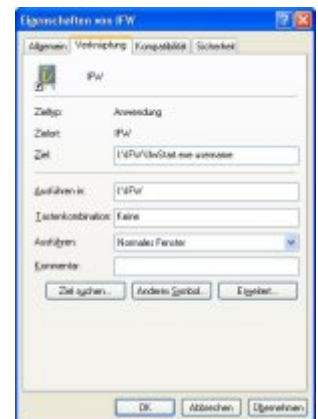 Eigenschaften von IFW
Allgemein Verknüpfung Kompatibilität Sicherheit
IFW
Zieltyp: Anwendung
Zielort: IFW
Ziel:
Ausführen in:
Tastenkombination: Keine
Ausführen: Normales Fenster
Kommentar:
Ziel suchen... Anderes Symbol... Erweitert...
OK Abbrechen Übernehmen